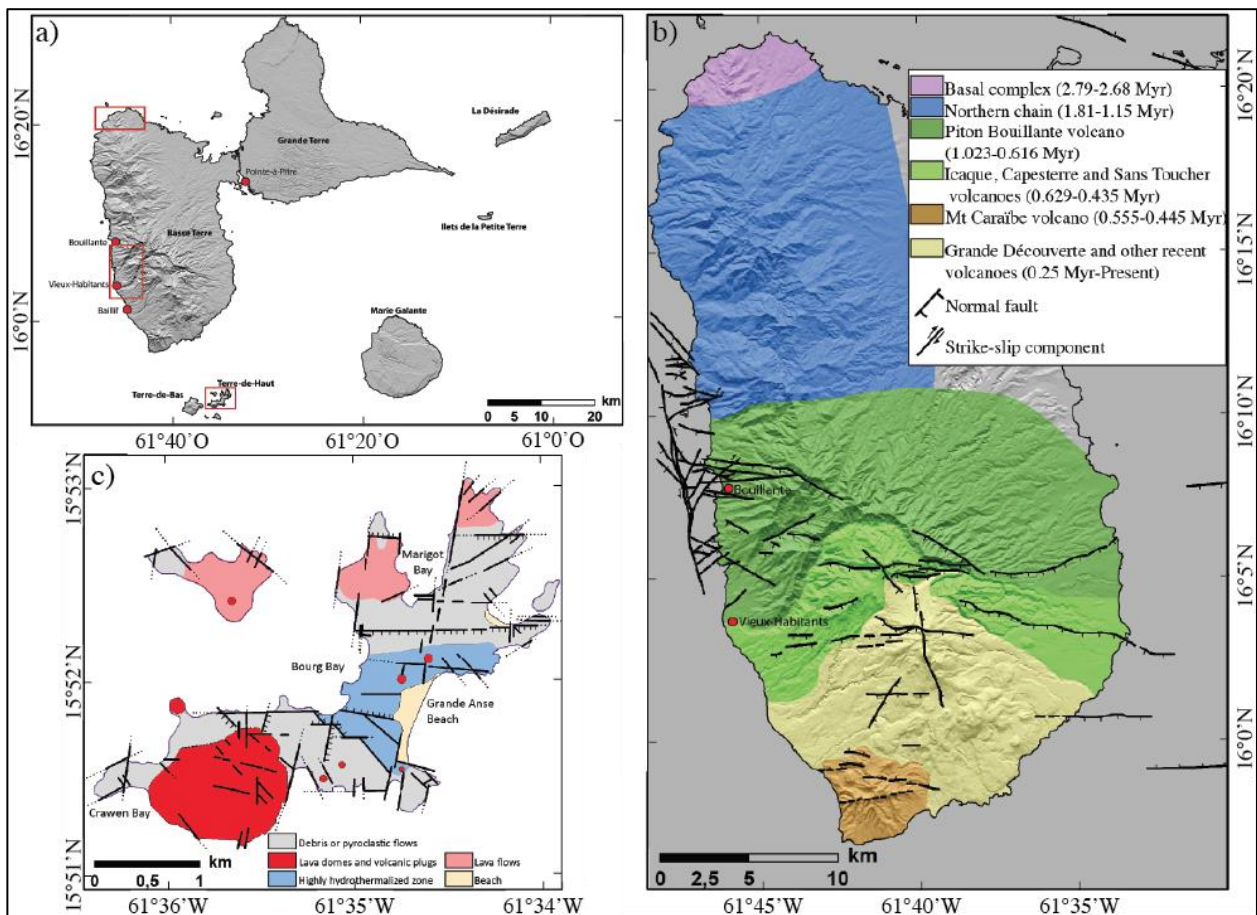 a)
16°20'N
16°0'N
La Désirade
Grande Terre
Pointe-à-Pitre
Ilets de la Petite Terre
Basse Terre
Bouillante
Vieux-Habitants
Baillif
Marie Galante
Terre-de-Haut
Terre-de-Bas
km
0 5 10 20
61°40'O 61°20'O 61°0'O
b)
Basal complex (2.79-2.68 Myr)
Northern chain (1.81-1.15 Myr)
Piton Bouillante volcano
(1.023-0.616 Myr)
Icaque, Capesterre and Sans Toucher
volcanoes (0.629-0.435 Myr)
Mt Caraïbe volcano (0.555-0.445 Myr)
Grande Découverte and other recent
volcanoes (0.25 Myr-Present)
Normal fault
Strike-slip component
16°20'N
16°15'N
16°10'N
16°5'N
16°0'N
Bouillante
Vieux-Habitants
km
0 2,5 5 10
61°45'W 61°40'W 61°35'W
c)
15°53'N
15°52'N
15°51'N
Marigot
Bay
Bourg Bay
Grande Anse
Beach
Crawen Bay
Debris or pyroclastic flows
Lava domes and volcanic plugs
Lava flows
Highly hydrothermalized zone
Beach
km
0 0,5 1
61°36'W 61°35'W 61°34'W